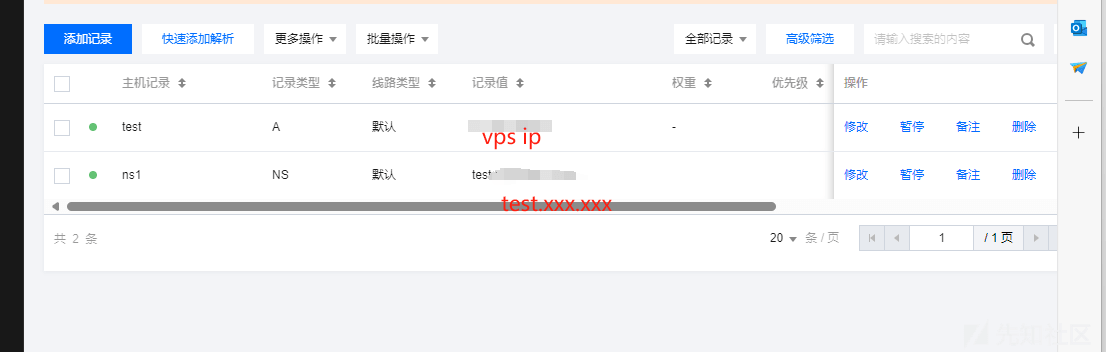 添加记录 快速添加解析 更多操作 批量操作 全部记录 高级筛选 请输入搜索的内容
主机记录 记录类型 线路类型 记录值 权重 优先级 操作
test A 默认 - 修改 暂停 备注 删除
vps ip
ns1 NS 默认 test 修改 暂停 备注 删除
test.xxx.xxx
共 2 条 20 条 / 页 1 / 1 页
先知社区